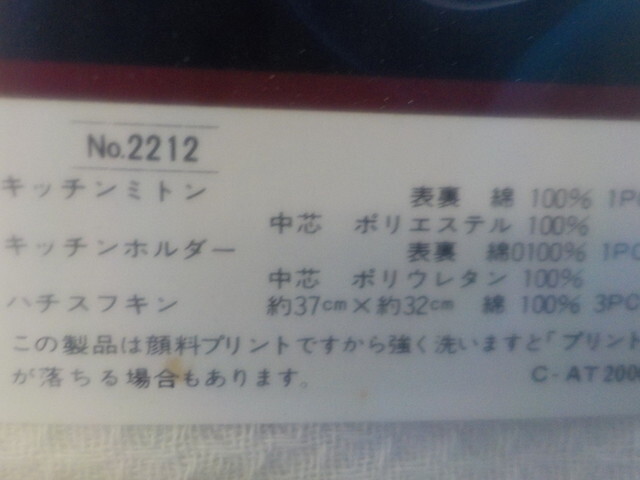 No.2212
キッチンミトン 表裏 綿 100% 1P
中芯 ポリエステル 100%
キッチンホルダー 表裏 綿0100% 1PC
中芯 ポリウレタン 100%
ハチスフキン 約37cm×約32cm 綿 100% 3PC
この製品は顔料プリントですから強く洗いますと「プリント
が落ちる場合もあります。 C-AT200